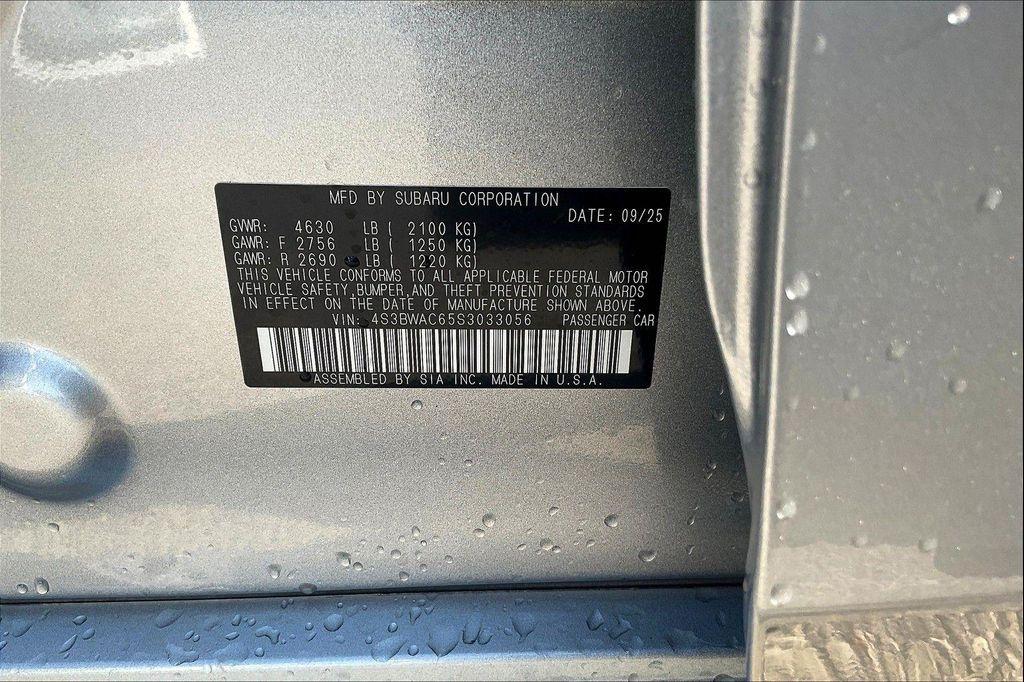 MFD BY SUBARU CORPORATION
DATE: 09/25
GVWR: 4630 LB ( 2100 KG)
GAWR: F 2756 LB ( 1250 KG)
GAWR: R 2690 LB ( 1220 KG)
THIS VEHICLE CONFORMS TO ALL APPLICABLE FEDERAL MOTOR
VEHICLE SAFETY, BUMPER, AND THEFT PREVENTION STANDARDS
IN EFFECT ON THE DATE OF MANUFACTURE SHOWN ABOVE.
VIN: 4S3BWAC65S3033056 PASSENGER CAR
ASSEMBLED BY SIA INC. MADE IN U.S.A.